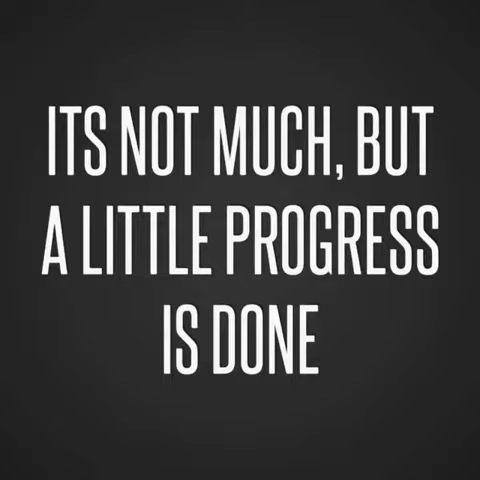 ITS NOT MUCH, BUT
A LITTLE PROGRESS
IS DONE